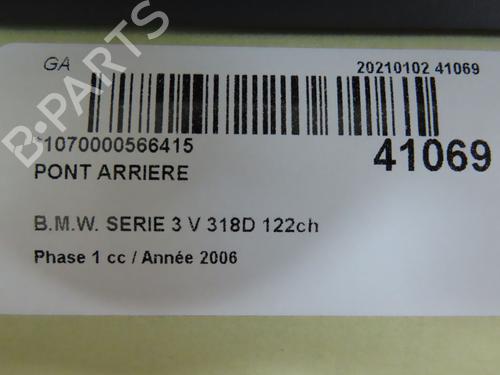 GA
20210102 41069
*1070000566415
41069
PONT ARRIERE
B.M.W. SERIE 3 V 318D 122ch
Phase 1 cc / Année 2006
B-PARTS